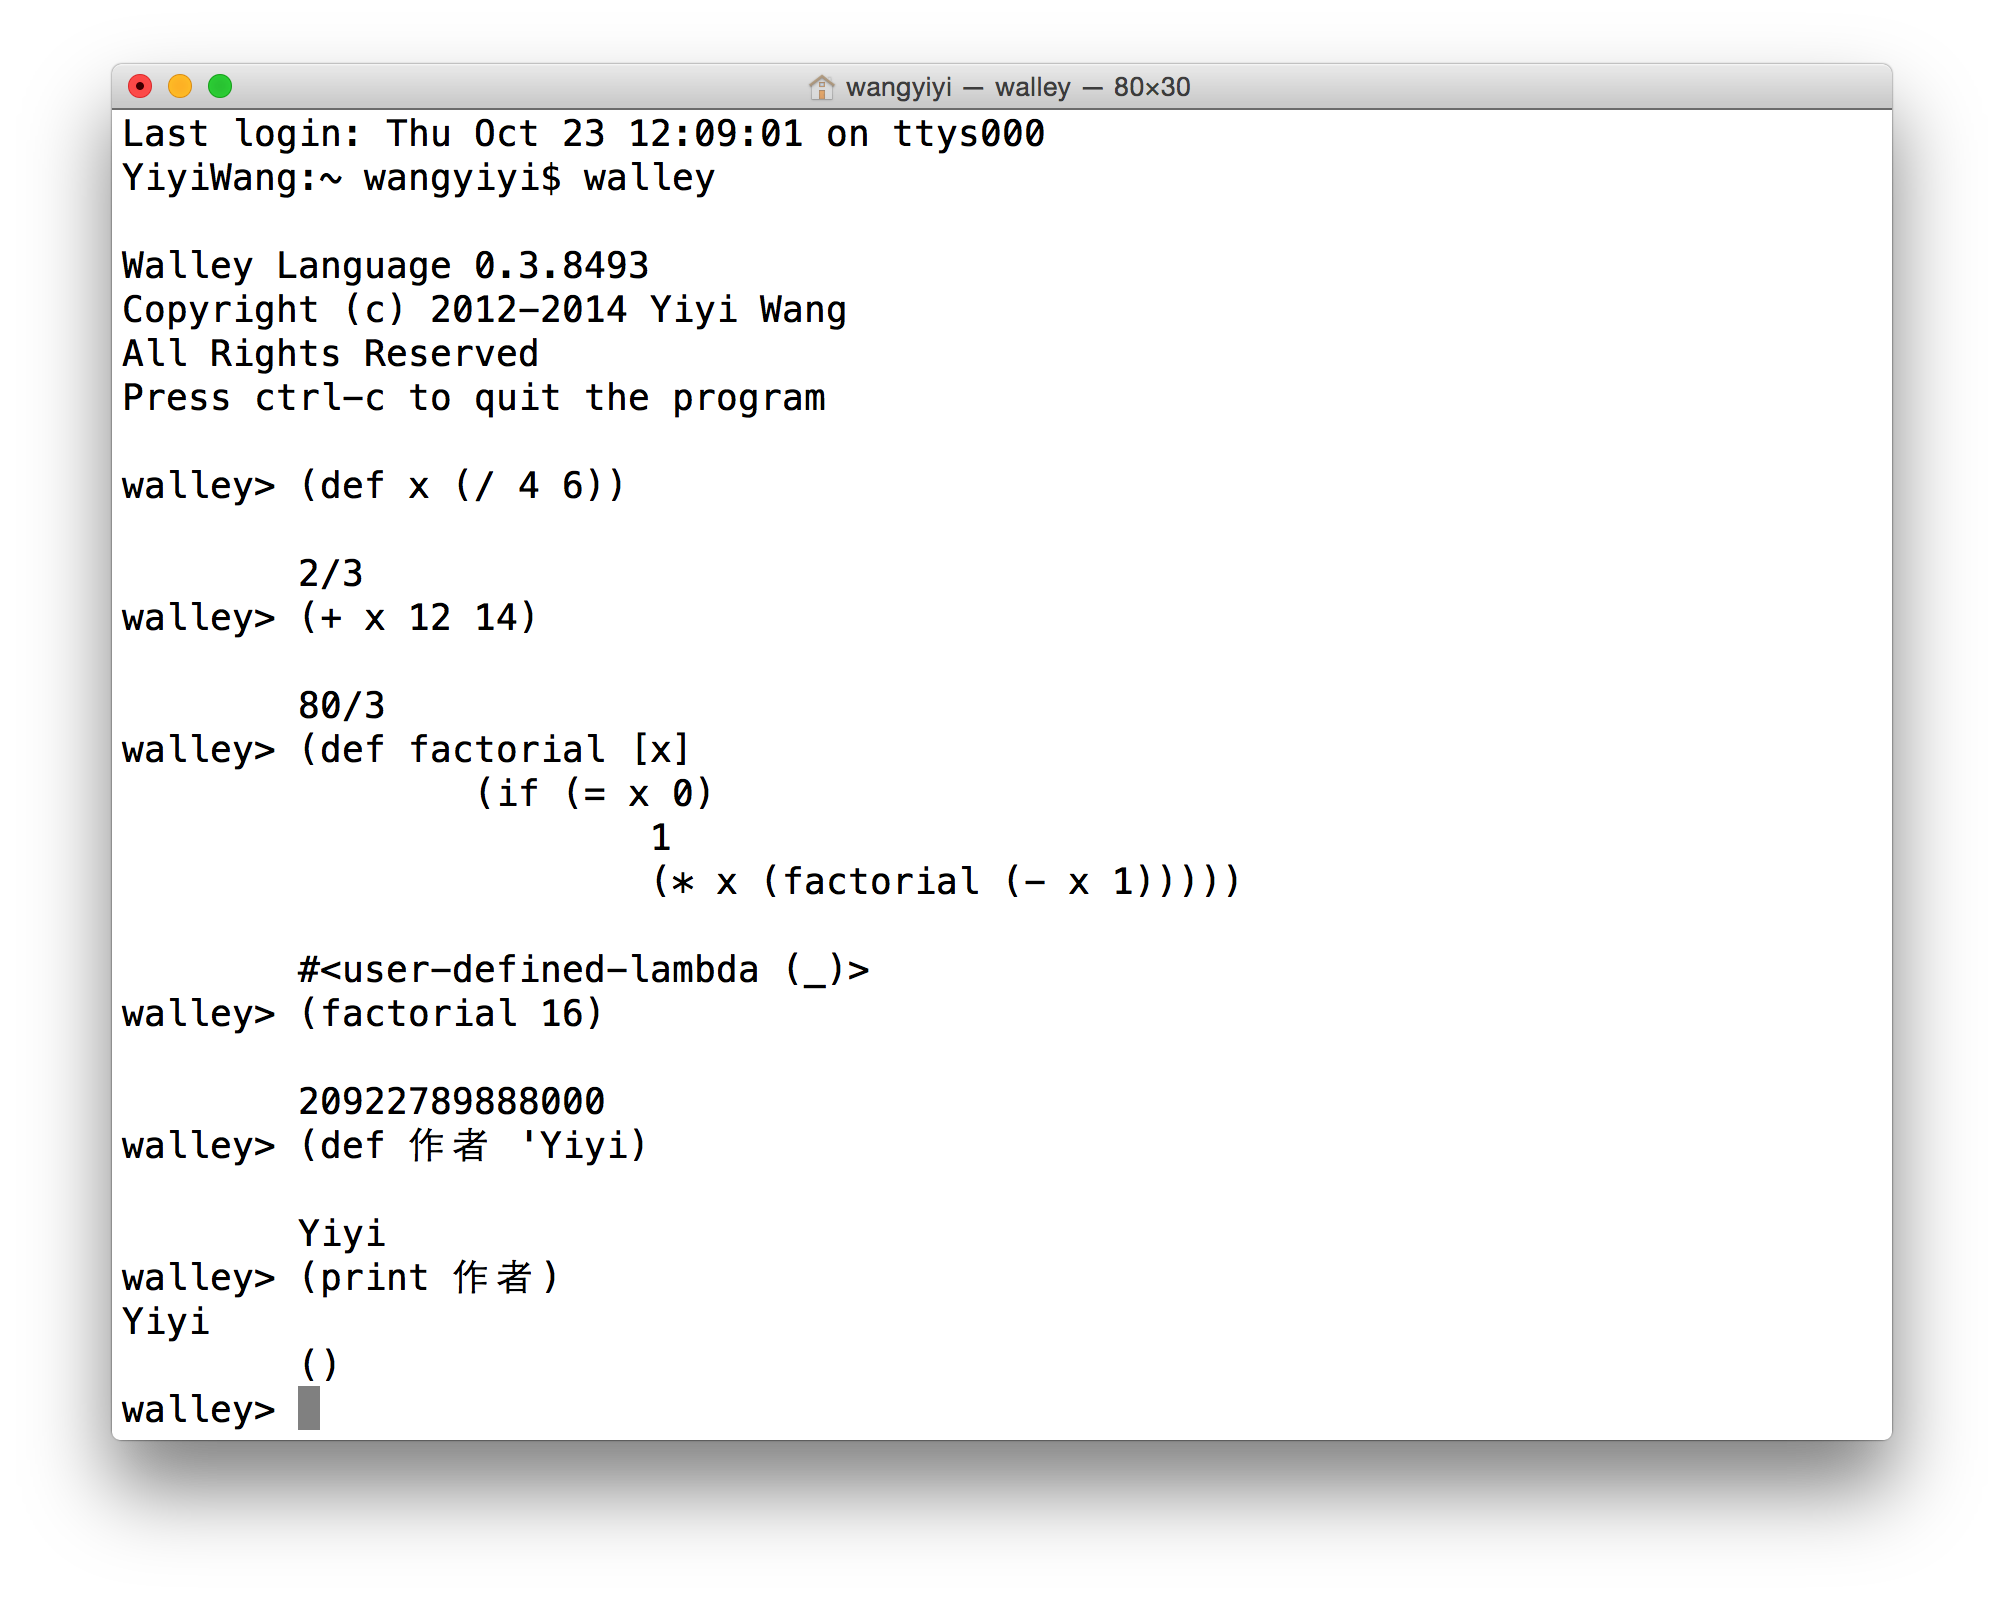 wangyiyi — walley — 80×30
Last login: Thu Oct 23 12:09:01 on ttys000
YiyiWang:~ wangyiyi$ walley
Walley Language 0.3.8493
Copyright (c) 2012-2014 Yiyi Wang
All Rights Reserved
Press ctrl-c to quit the program
walley> (def x (/ 4 6))
2/3
walley> (+ x 12 14)
80/3
walley> (def factorial [x]
(if (= x 0)
1
(* x (factorial (- x 1)))))
#<user-defined-lambda (_)>
walley> (factorial 16)
20922789888000
walley> (def 作者 'Yiyi)
Yiyi
walley> (print 作者)
Yiyi
()
walley>